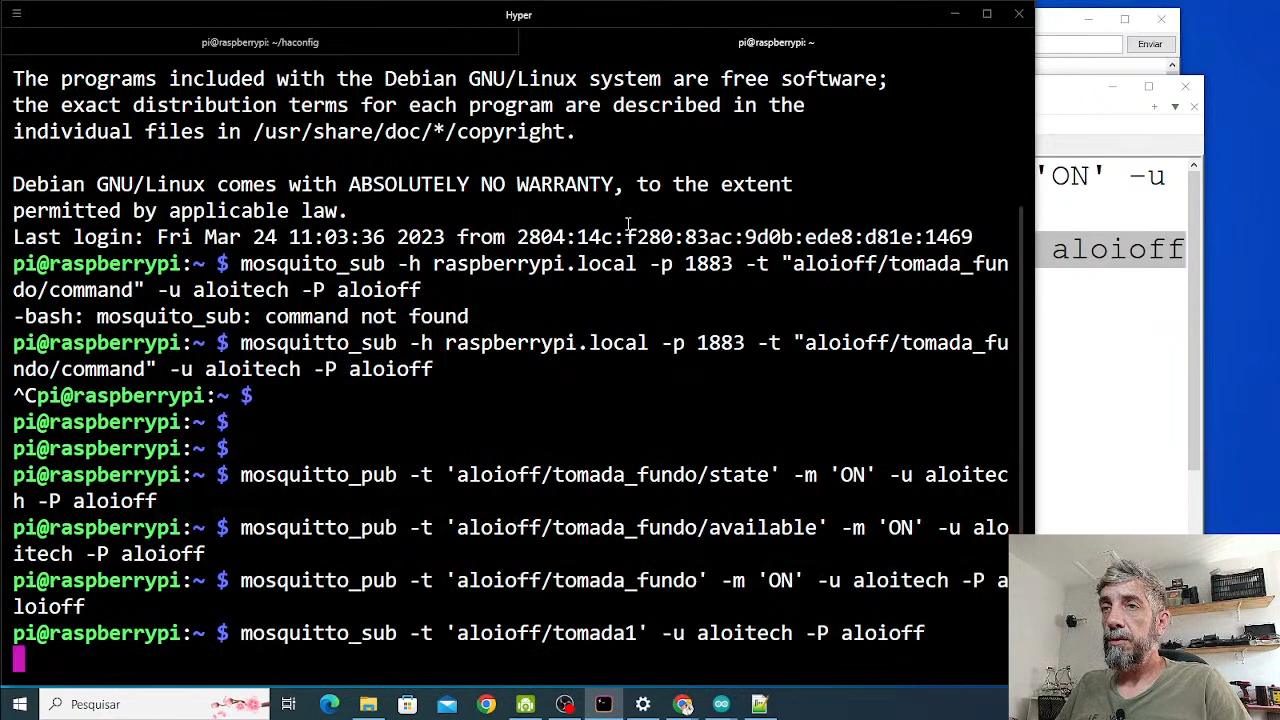 Hyper
pi@raspberrypi: ~/haconfig
pi@raspberrypi: ~
The programs included with the Debian GNU/Linux system are free software;
the exact distribution terms for each program are described in the
individual files in /usr/share/doc/*/copyright.
Debian GNU/Linux comes with ABSOLUTELY NO WARRANTY, to the extent
permitted by applicable law.
Last login: Fri Mar 24 11:03:36 2023 from 2804:14c:f280:83ac:9d0b:ede8:d81e:1469
pi@raspberrypi:~ $ mosquito_sub -h raspberrypi.local -p 1883 -t "aloioff/tomada_fun
do/command" -u aloitech -P aloioff
-bash: mosquito_sub: command not found
pi@raspberrypi:~ $ mosquitto_sub -h raspberrypi.local -p 1883 -t "aloioff/tomada_fu
ndo/command" -u aloitech -P aloioff
^Cpi@raspberrypi:~ $
pi@raspberrypi:~ $
pi@raspberrypi:~ $
pi@raspberrypi:~ $ mosquitto_pub -t 'aloioff/tomada_fundo/state' -m 'ON' -u aloitec
h -P aloioff
pi@raspberrypi:~ $ mosquitto_pub -t 'aloioff/tomada_fundo/available' -m 'ON' -u alo
itech -P aloioff
pi@raspberrypi:~ $ mosquitto_pub -t 'aloioff/tomada_fundo' -m 'ON' -u aloitech -P a
loioff
pi@raspberrypi:~ $ mosquitto_sub -t 'aloioff/tomada1' -u aloitech -P aloioff
Enviar
'ON' -u
aloioff
Pesquisar